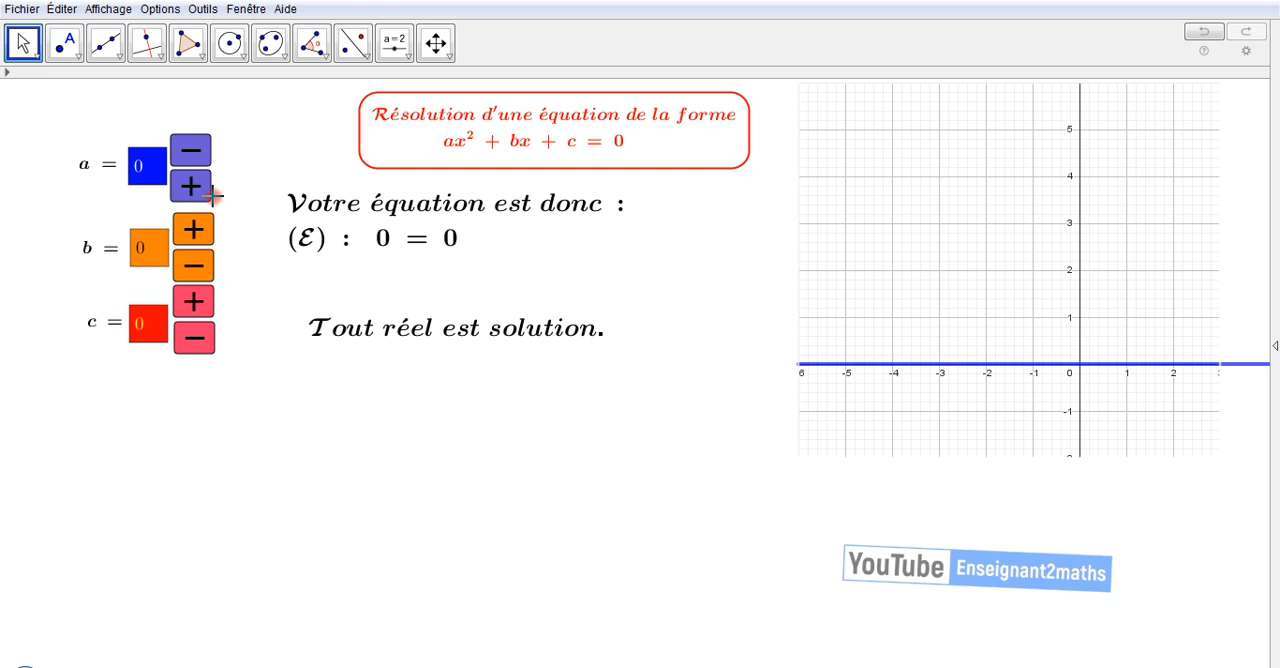 Fichier Éditer Affichage Options Outils Fenêtre Aide
A
α
a=2
Résolution d'une équation de la forme
ax² + bx + c = 0
a = 0
−
+
Votre équation est donc :
(ℰ) : 0 = 0
b = 0
+
−
c = 0
+
−
Tout réel est solution.
5
4
3
2
1
6 -5 -4 -3 -2 -1 0 1 2
-1
YouTube Enseignant2maths